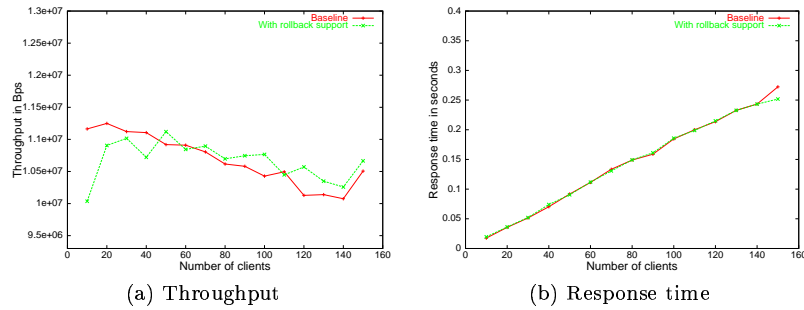 1.3e+07
1.25e+07
1.2e+07
1.15e+07
1.1e+07
1.05e+07
1e+07
9.5e+06
0 20 40 60 80 100 120 140 160
Throughput in Bps
Number of clients
Baseline
With rollback support
(a) Throughput
0.4
0.35
0.3
0.25
0.2
0.15
0.1
0.05
0
0 20 40 60 80 100 120 140 160
Response time in seconds
Number of clients
Baseline
With rollback support
(b) Response time